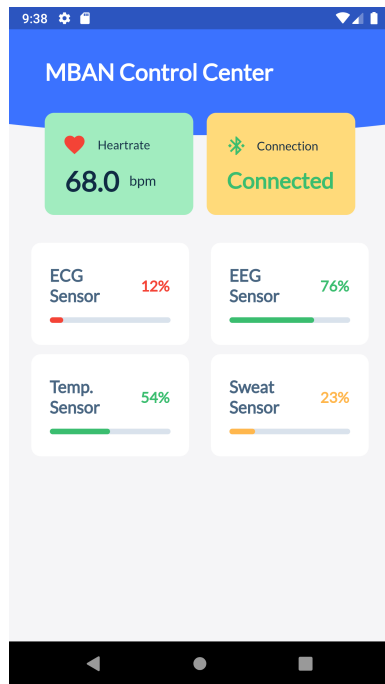 9:38
MBAN Control Center
Heartrate
68.0 bpm
Connection
Connected
ECG
Sensor
12%
EEG
Sensor
76%
Temp.
Sensor
54%
Sweat
Sensor
23%